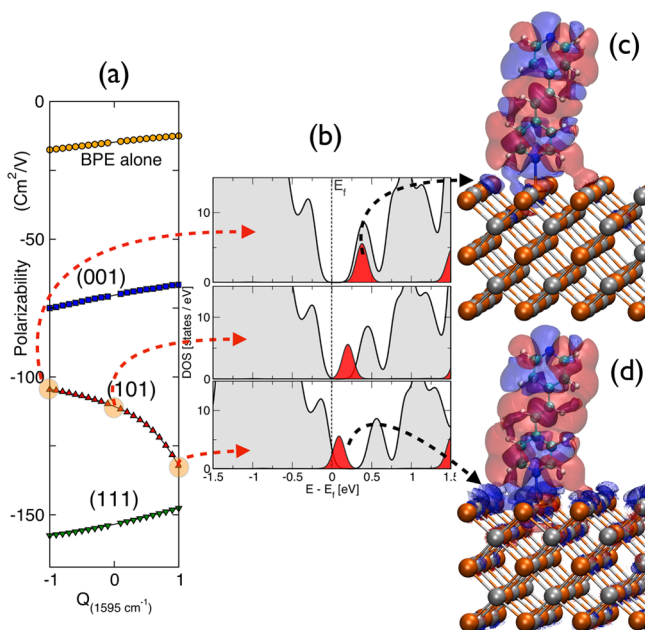 (a)
(b)
(c)
(d)
0
-50
-100
-150
Polarizability (Cm²/V)
BPE alone
(001)
(101)
(111)
-1
0
1
Q(1595 cm⁻¹)
E_f
10
0
10
0
10
0
DOS [states / eV]
-1.5
-1
-0.5
0
0.5
1
1.5
E - E_f [eV]